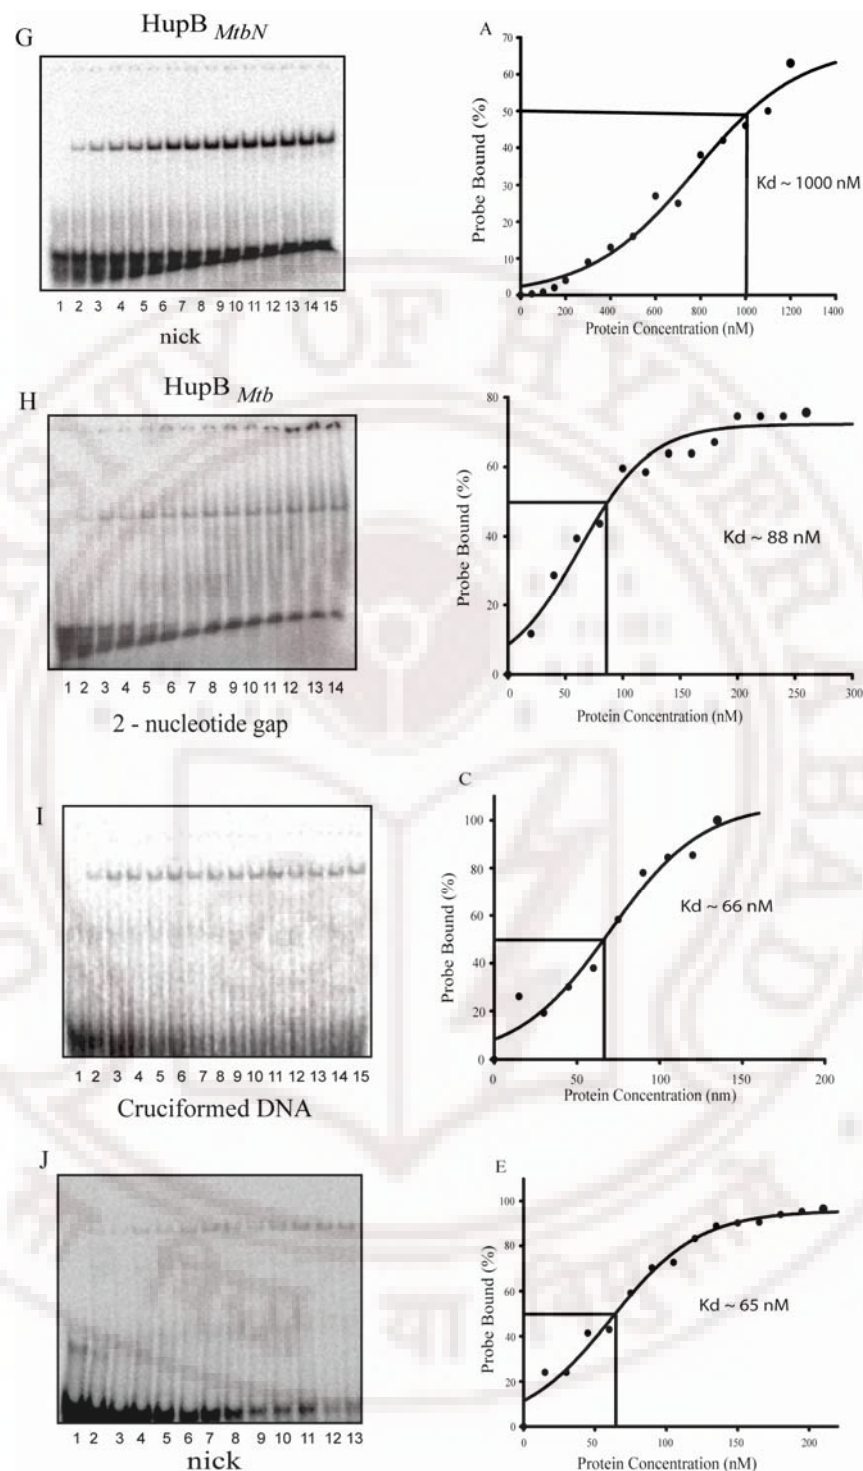 G
HupB MtbN
1 2 3 4 5 6 7 8 9 10 11 12 13 14 15
nick
A
Probe Bound (%)
70
60
50
40
30
20
10
0
Kd ~ 1000 nM
0 200 400 600 800 1000 1200 1400
Protein Concentration (nM)
H
HupB Mtb
1 2 3 4 5 6 7 8 9 10 11 12 13 14
2 - nucleotide gap
Probe Bound (%)
80
60
40
20
0
Kd ~ 88 nM
0 50 100 150 200 250 300
Protein Concentration (nM)
I
1 2 3 4 5 6 7 8 9 10 11 12 13 14 15
Cruciformed DNA
C
Probe Bound (%)
100
80
60
40
20
0
Kd ~ 66 nM
0 50 100 150 200
Protein Concentration (nm)
J
1 2 3 4 5 6 7 8 9 10 11 12 13
nick
E
Probe Bound (%)
100
80
60
40
20
0
Kd ~ 65 nM
0 50 100 150 200
Protein Concentration (nM)